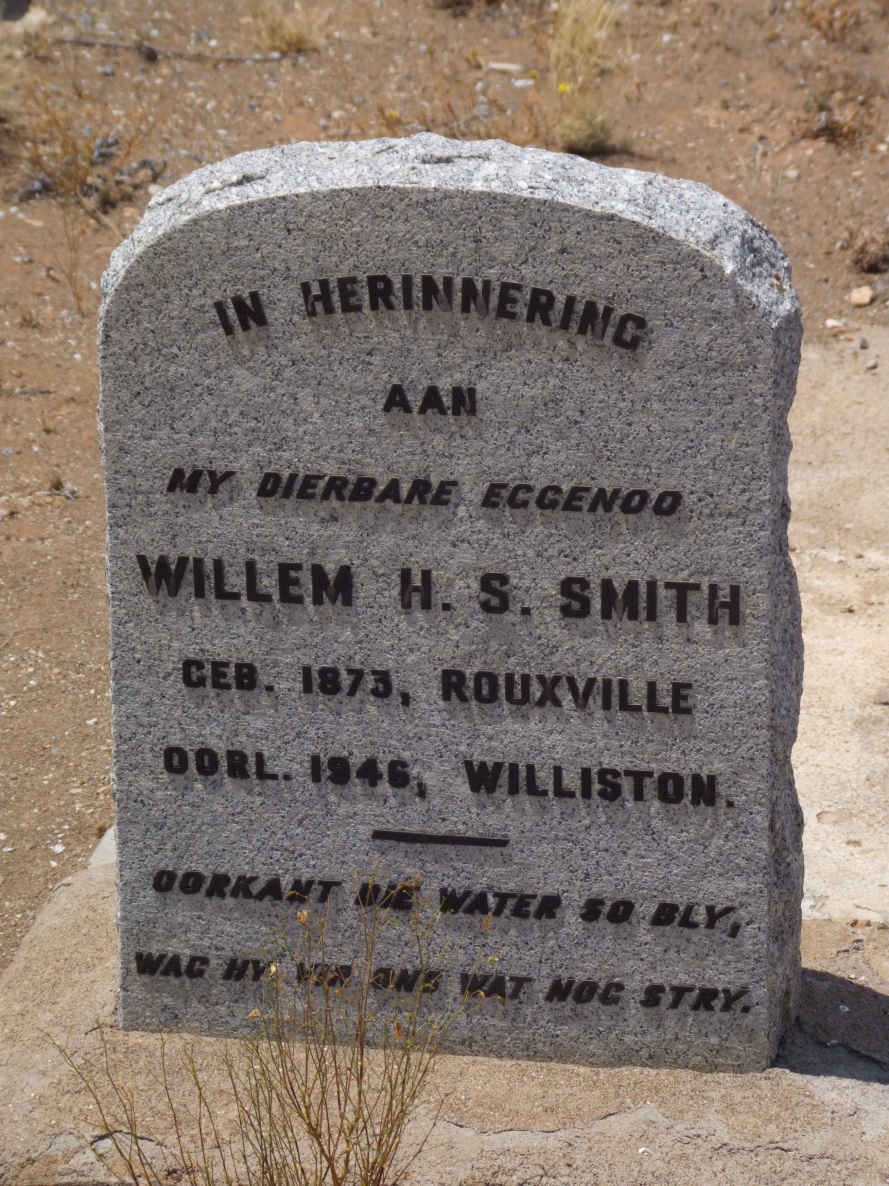 IN HERINNERING
AAN
MY DIERBARE EGGENOO
WILLEM H. S. SMITH
GEB. 1873, ROUXVILLE
OORL. 1946, WILLISTON.
OORKANT DIE WATER SO BLY,
WAG HY VIR ONS WAT NOG STRY.